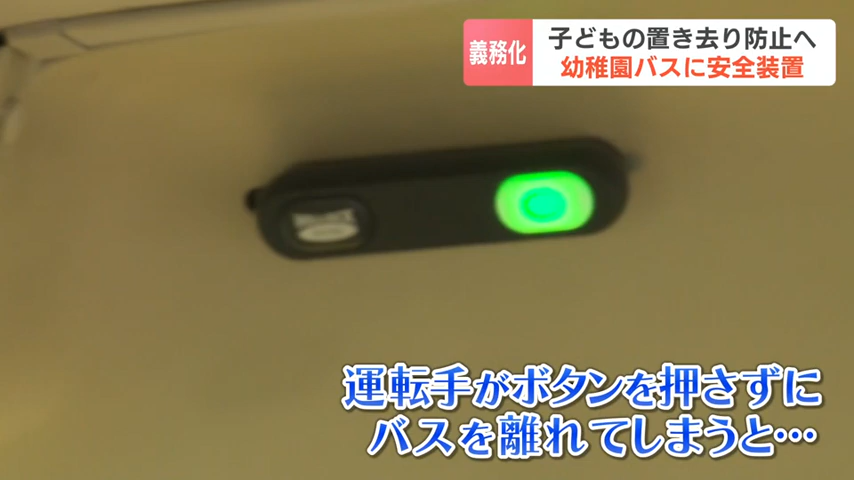 義務化
子どもの置き去り防止へ
幼稚園バスに安全装置
OK
運転手がボタンを押さずに
バスを離れてしまうと…